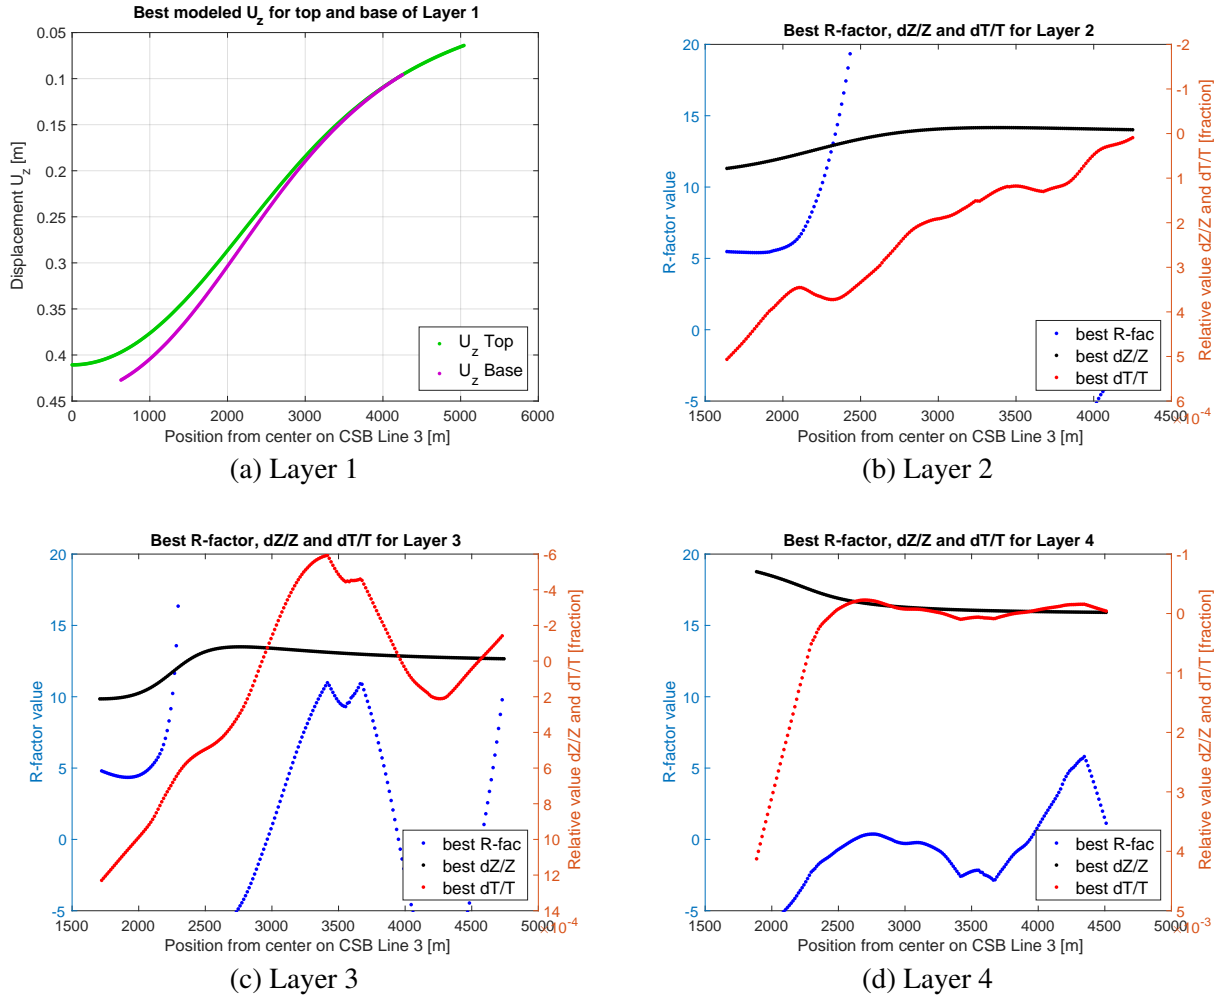 Best modeled U_z for top and base of Layer 1
0.05
0.1
0.15
0.2
0.25
0.3
0.35
0.4
0.45
Displacement U_z [m]
U_z Top
U_z Base
0 1000 2000 3000 4000 5000 6000
Position from center on CSB Line 3 [m]
(a) Layer 1
Best R-factor, dZ/Z and dT/T for Layer 2
20
15
10
5
0
-5
R-factor value
-2
-1
0
1
2
3
4
5
6
×10^-4
Relative value dZ/Z and dT/T [fraction]
best R-fac
best dZ/Z
best dT/T
1500 2000 2500 3000 3500 4000 4500
Position from center on CSB Line 3 [m]
(b) Layer 2
Best R-factor, dZ/Z and dT/T for Layer 3
20
15
10
5
0
-5
R-factor value
-6
-4
-2
0
2
4
6
8
10
12
14
×10^-4
Relative value dZ/Z and dT/T [fraction]
best R-fac
best dZ/Z
best dT/T
1500 2000 2500 3000 3500 4000 4500 5000
Position from center on CSB Line 3 [m]
(c) Layer 3
Best R-factor, dZ/Z and dT/T for Layer 4
20
15
10
5
0
-5
R-factor value
-1
0
1
2
3
4
5
×10^-3
Relative value dZ/Z and dT/T [fraction]
best R-fac
best dZ/Z
best dT/T
1500 2000 2500 3000 3500 4000 4500 5000
Position from center on CSB Line 3 [m]
(d) Layer 4